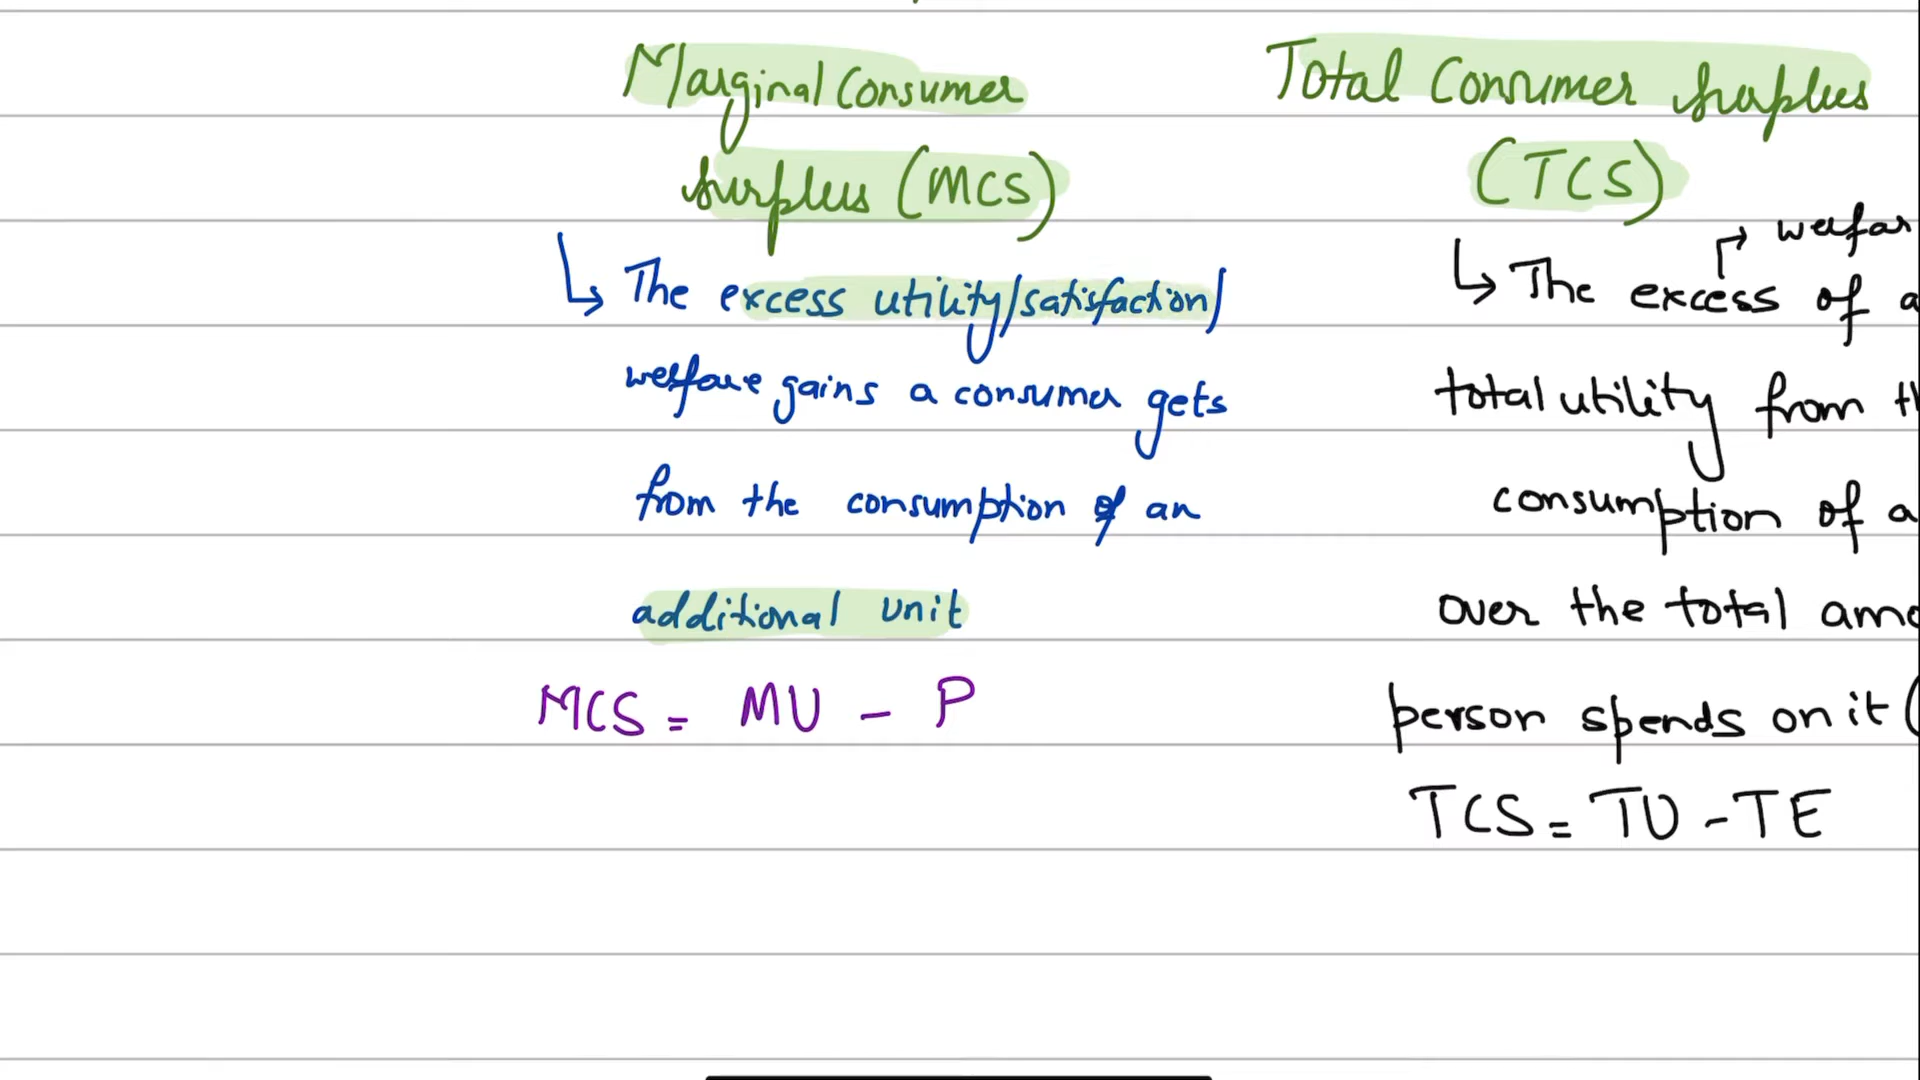 Marginal Consumer
surplus (MCS)
↳ The excess utility/satisfaction/
welfare gains a consumer gets
from the consumption of an
additional unit
MCS = MU - P
Total Consumer surplus
(TCS)
↳ The excess of
total utility from
consumption of
over the total
person spends on it (
TCS = TU - TE